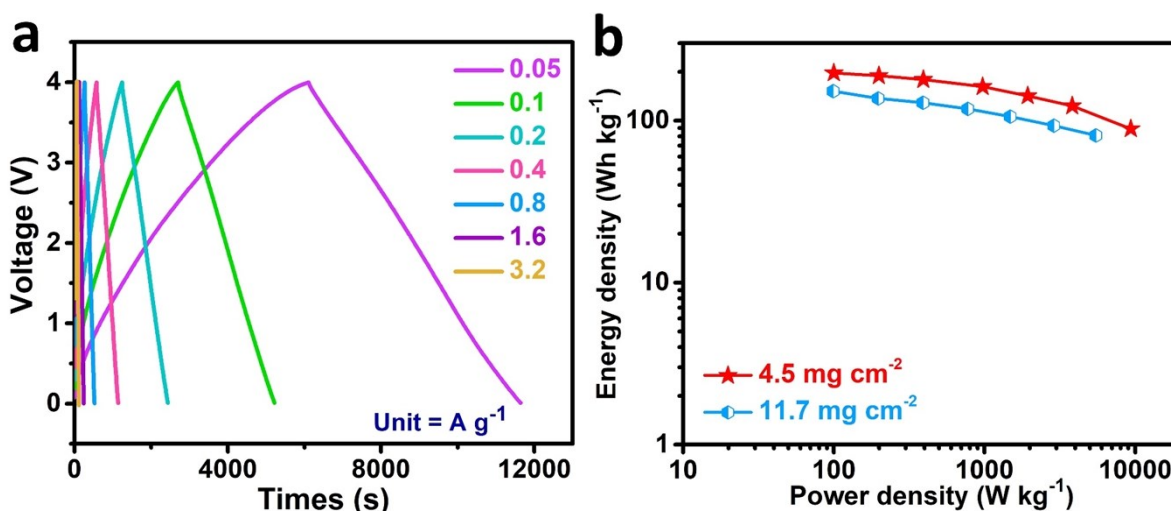 a
Voltage (V)
4
3
2
1
0
0.05
0.1
0.2
0.4
0.8
1.6
3.2
Unit = A g⁻¹
0
4000
8000
12000
Times (s)
b
Energy density (Wh kg⁻¹)
100
10
1
4.5 mg cm⁻²
11.7 mg cm⁻²
10
100
1000
10000
Power density (W kg⁻¹)